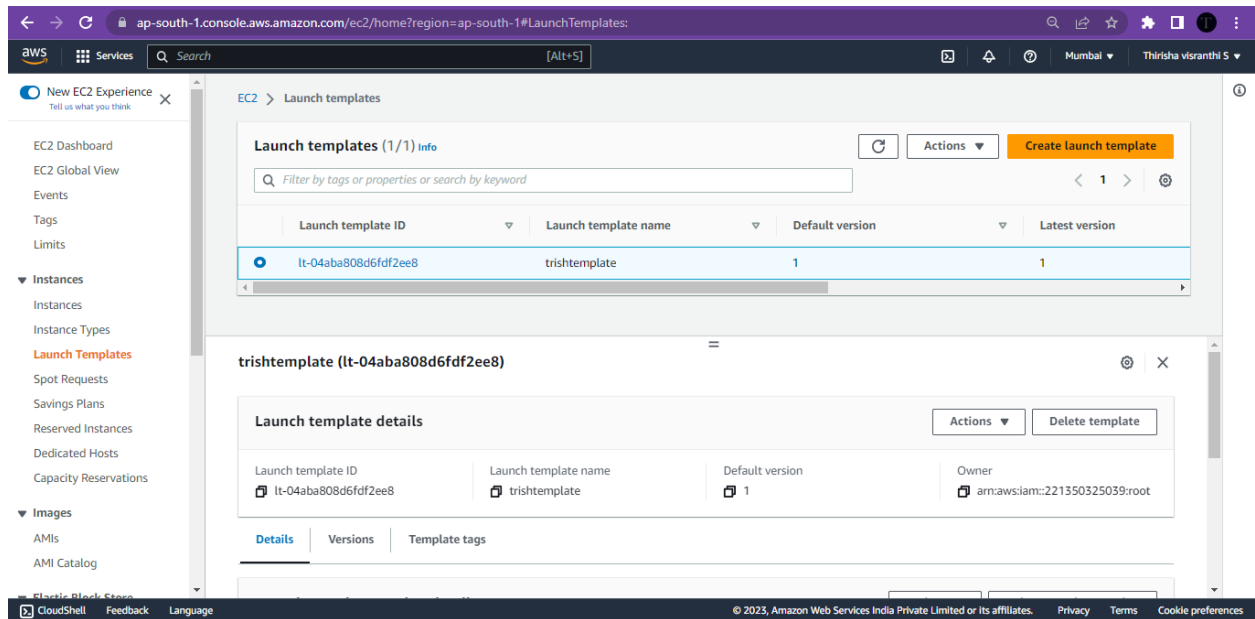 ap-south-1.console.aws.amazon.com/ec2/home?region=ap-south-1#LaunchTemplates:
T
aws Services Search [Alt+S] Mumbai Thirisha visranthi S
New EC2 Experience
Tell us what you think
EC2 Dashboard
EC2 Global View
Events
Tags
Limits
Instances
Instances
Instance Types
Launch Templates
Spot Requests
Savings Plans
Reserved Instances
Dedicated Hosts
Capacity Reservations
Images
AMIs
AMI Catalog
Elastic Block Store
EC2 > Launch templates
Launch templates (1/1) Info
Actions Create launch template
Filter by tags or properties or search by keyword
1
Launch template ID Launch template name Default version Latest version
lt-04aba808d6fdf2ee8 trishtemplate 1 1
trishtemplate (lt-04aba808d6fdf2ee8)
Launch template details Actions Delete template
Launch template ID Launch template name Default version Owner
lt-04aba808d6fdf2ee8 trishtemplate 1 arn:aws:iam::221350325039:root
Details Versions Template tags
CloudShell Feedback Language © 2023, Amazon Web Services India Private Limited or its affiliates. Privacy Terms Cookie preferences